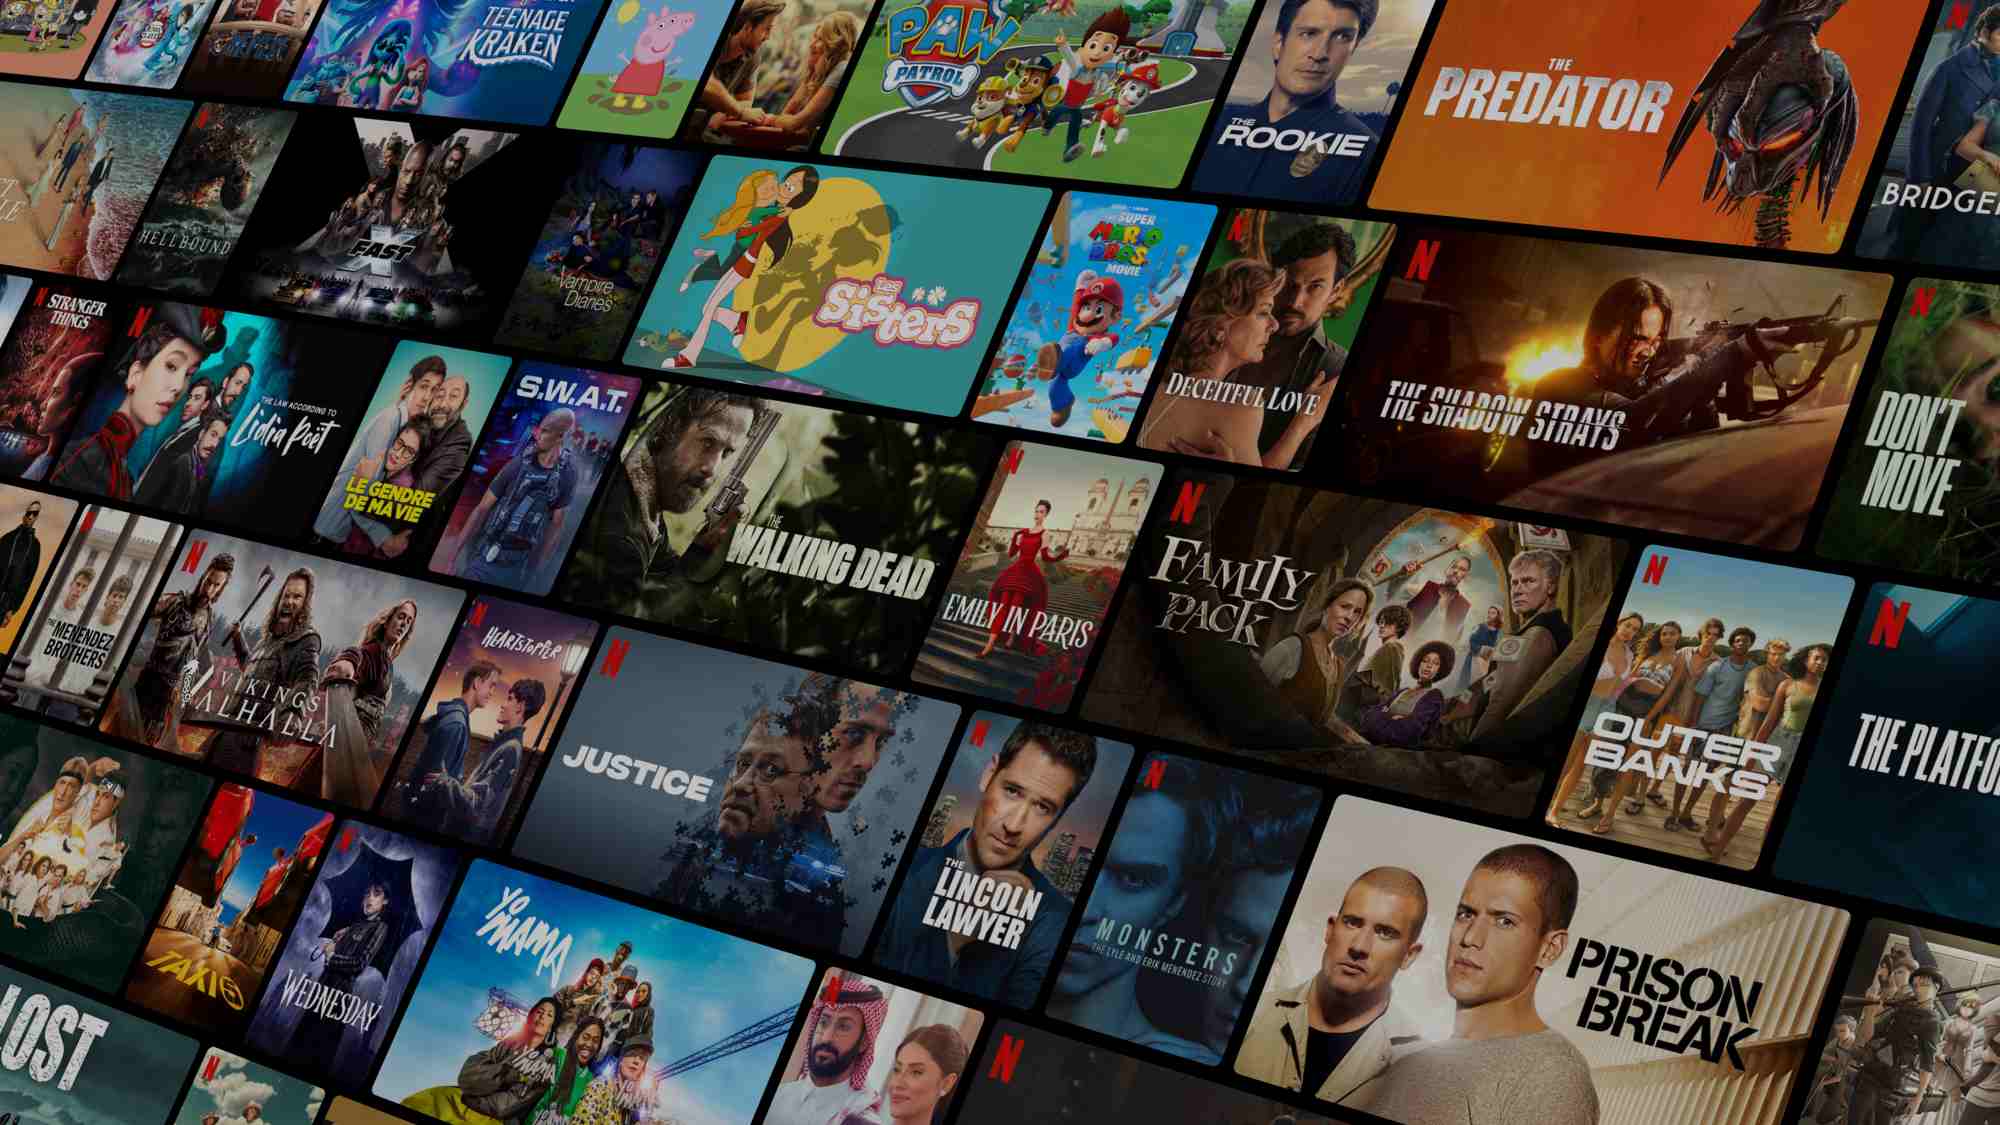 TEENAGE
KRAKEN
PAW
PATROL
THE
ROOKIE
THE
PREDATOR
BRIDGE
HELLBOUND
FAST
X
Vampire
Diaries
Les
Sisters
THE SUPER
MARIO
BROS.
MOVIE
DECEITFUL LOVE
THE SHADOW STRAYS
DON'T
MOVE
STRANGER
THINGS
THE LAW ACCORDING TO
Lidia Poët
LE GENDRE
DE MA VIE
S.W.A.T.
THE
WALKING DEAD
EMILY IN PARIS
FAMILY
PACK
OUTER
BANKS
THE PLATFO
THE
MENENDEZ
BROTHERS
VIKINGS
VALHALLA
HEARTSTOPPER
JUSTICE
THE
LINCOLN
LAWYER
MONSTERS
THE LYLE AND ERIK MENENDEZ STORY
PRISON
BREAK
TAXI 5
WEDNESDAY
YO
MAMA
LOST